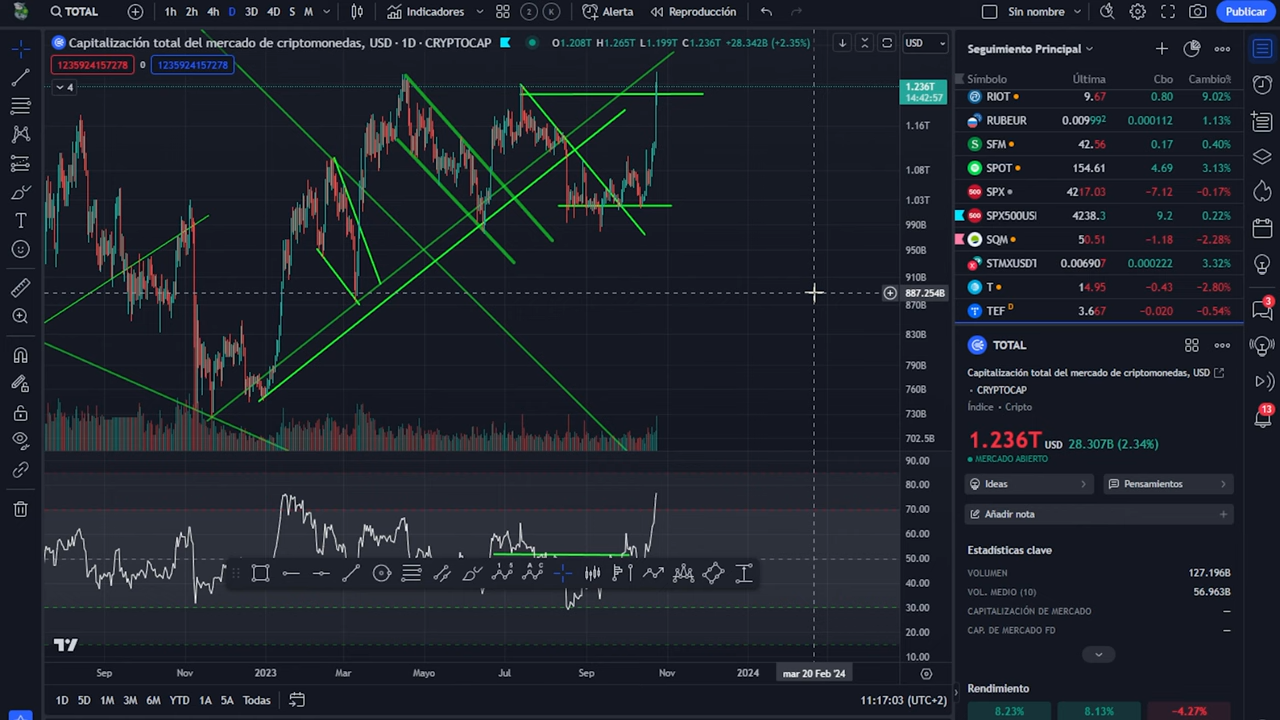 TOTAL
1h 2h 4h D 3D 4D S M
Indicadores
2 K
Alerta
Reproducción
Sin nombre
Publicar
Capitalización total del mercado de criptomonedas, USD · 1D · CRYPTOCAP
O1.208T H1.265T L1.199T C1.236T +28.342B (+2.35%)
USD
1235924157278 0 1235924157278
4
1.236T
14:42:57
1.16T
1.08T
1.03T
990B
950B
910B
887.254B
870B
830B
790B
760B
730B
702.5B
90.00
80.00
70.00
60.00
50.00
40.00
30.00
20.00
10.00
Sep Nov 2023 Mar Mayo Jul Sep Nov 2024 mar 20 Feb '24
1D 5D 1M 3M 6M YTD 1A 5A Todas
11:17:03 (UTC+2)
Seguimiento Principal
Símbolo Última Cbo Cambio%
RIOT 9.67 0.80 9.02%
RUBEUR 0.009992 0.000112 1.13%
SFM 42.56 0.17 0.40%
SPOT 154.61 4.69 3.13%
SPX 4217.03 -7.12 -0.17%
SPX500USI 4238.3 9.2 0.22%
SQM 50.51 -1.18 -2.28%
STMXUSDT 0.006907 0.000222 3.32%
T 14.95 -0.43 -2.80%
TEF D 3.667 -0.020 -0.54%
TOTAL
Capitalización total del mercado de criptomonedas, USD
· CRYPTOCAP
Índice · Cripto
1.236T USD 28.307B (2.34%)
MERCADO ABIERTO
Ideas
Pensamientos
Añadir nota
Estadísticas clave
VOLUMEN 127.196B
VOL. MEDIO (10) 56.963B
CAPITALIZACIÓN DE MERCADO —
CAP. DE MERCADO FD —
Rendimiento
8.23% 8.13% -4.27%
3
13